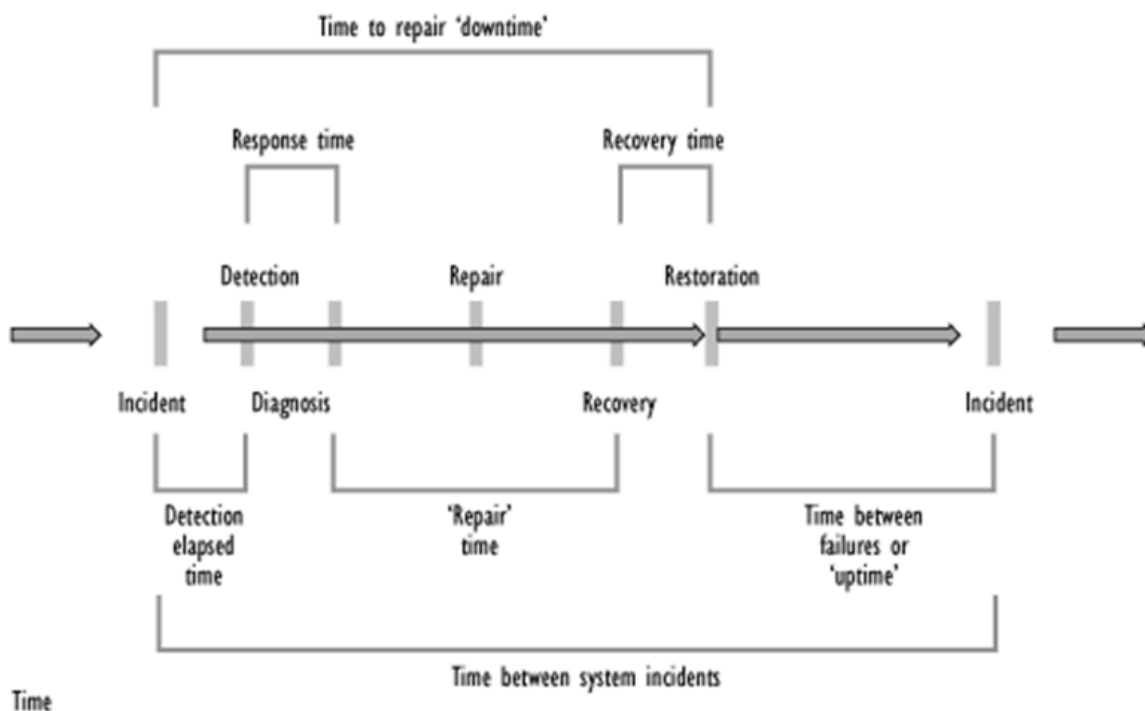 Time to repair ‘downtime’
Response time
Recovery time
Detection
Repair
Restoration
Incident
Diagnosis
Recovery
Incident
Detection
elapsed
time
‘Repair’
time
Time between
failures or
‘uptime’
Time between system incidents
Time